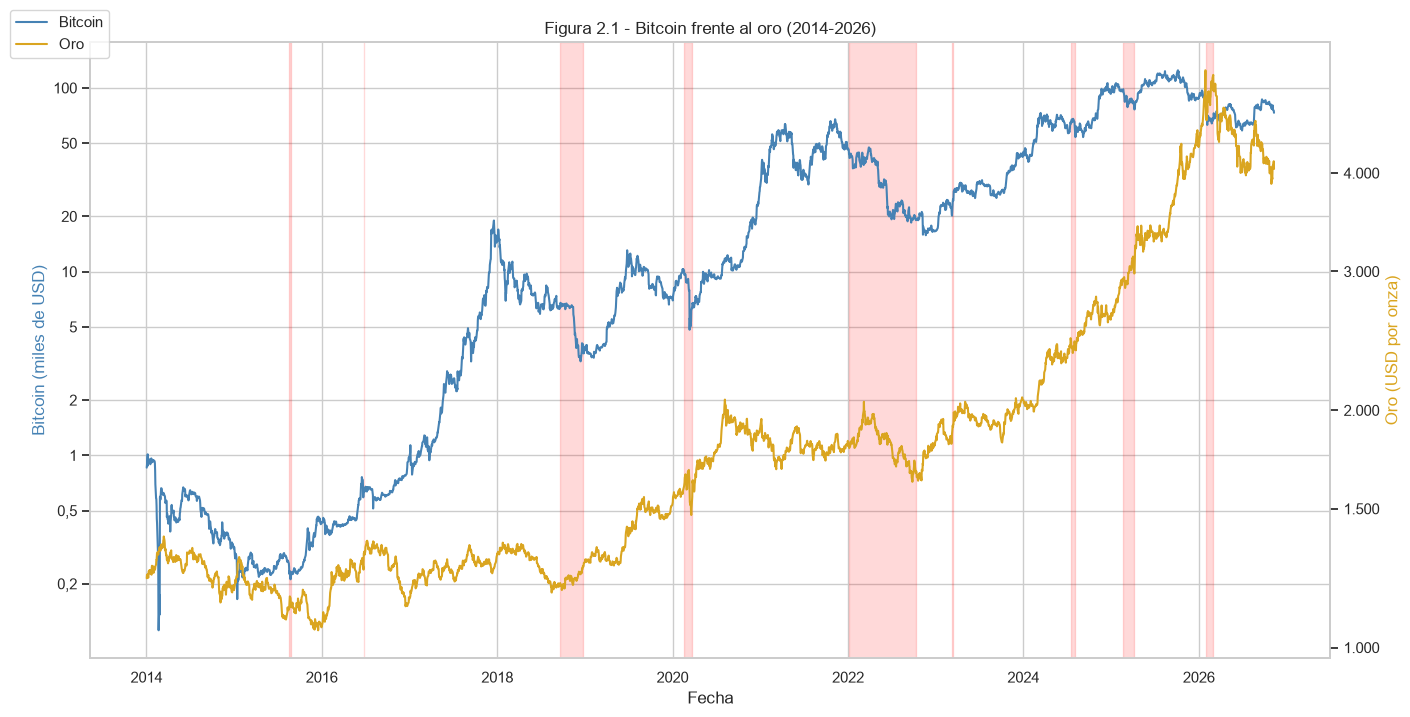 Bitcoin
Oro
Figura 2.1 - Bitcoin frente al oro (2014-2026)
Bitcoin (miles de USD)
100
50
20
10
5
2
1
0,5
0,2
4.000
3.000
2.000
1.500
1.000
Oro (USD por onza)
2014 2016 2018 2020 2022 2024 2026
Fecha